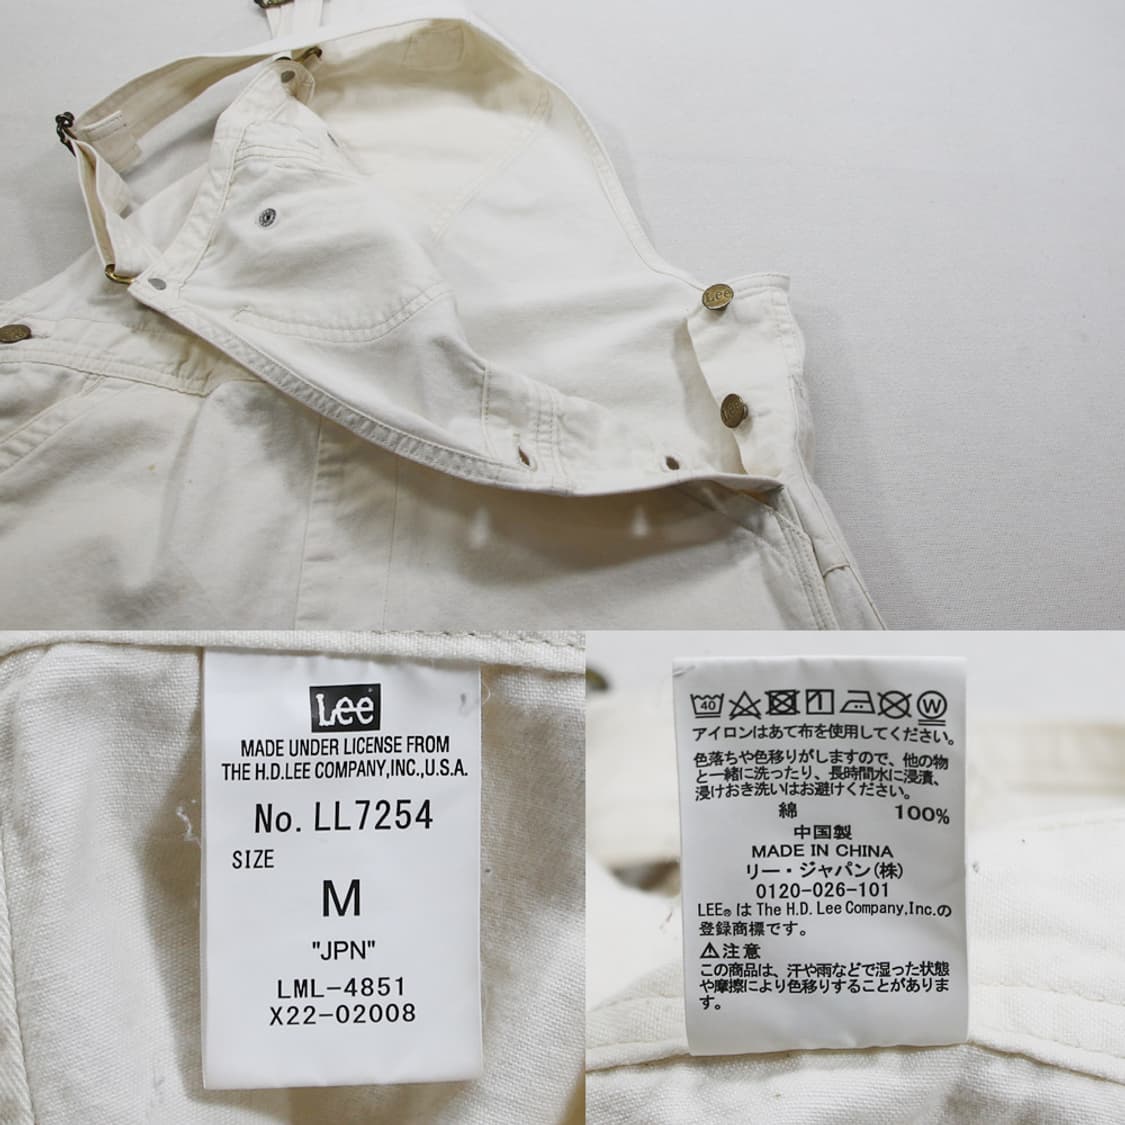 Lee
Lee
Lee
MADE UNDER LICENSE FROM
THE H.D.LEE COMPANY,INC.,U.S.A.
No. LL7254
SIZE
M
"JPN"
LML-4851
X22-02008
40
W
アイロンはあて布を使用してください。
色落ちや色移りがしますので、他の物
と一緒に洗ったり、長時間水に浸漬、
浸けおき洗いはお避けください。
綿 100%
中国製
MADE IN CHINA
リー・ジャパン(株)
0120-026-101
LEE® は The H.D. Lee Company,Inc.の
登録商標です。
⚠注意
この商品は、汗や雨などで湿った状態
や摩擦により色移りすることがありま
す。